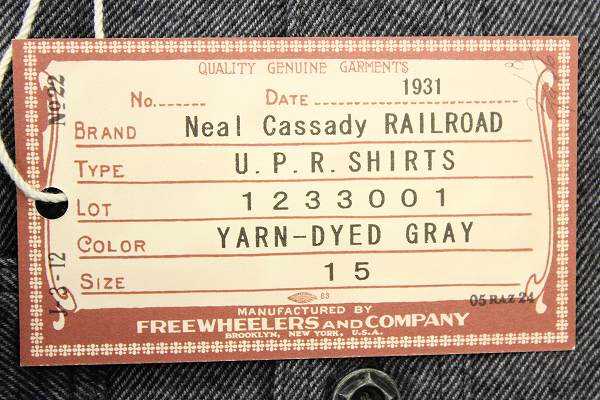 QUALITY GENUINE GARMENTS
No. DATE 1931
BRAND Neal Cassady RAILROAD
TYPE U.P.R.SHIRTS
LOT 1233001
COLOR YARN-DYED GRAY
SIZE 15
83
MANUFACTURED BY
FREEWHEELERS AND COMPANY
BROOKLYN, NEW YORK, U.S.A.
05 RAZ 24
No 22